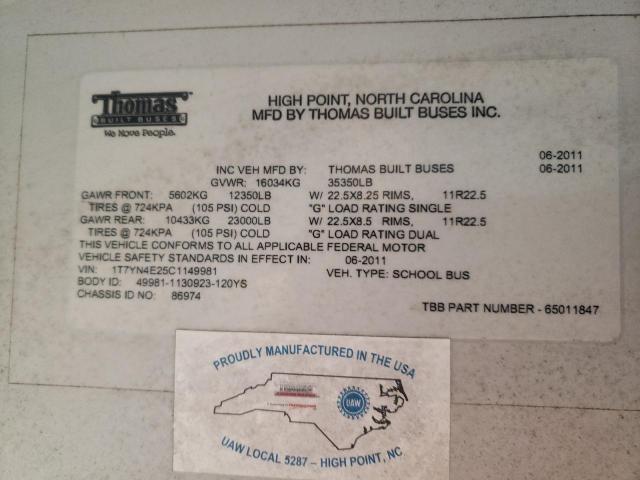 Thomas
BUILT BUSES
We Move People.
HIGH POINT, NORTH CAROLINA
MFD BY THOMAS BUILT BUSES INC.
06-2011
INC VEH MFD BY: THOMAS BUILT BUSES 06-2011
GVWR: 16034KG 35350LB
GAWR FRONT: 5602KG 12350LB W/ 22.5X8.25 RIMS, 11R22.5
TIRES @ 724KPA (105 PSI) COLD "G" LOAD RATING SINGLE
GAWR REAR: 10433KG 23000LB W/ 22.5X8.5 RIMS, 11R22.5
TIRES @ 724KPA (105 PSI) COLD "G" LOAD RATING DUAL
THIS VEHICLE CONFORMS TO ALL APPLICABLE FEDERAL MOTOR
VEHICLE SAFETY STANDARDS IN EFFECT IN: 06-2011
VIN: 1T7YN4E25C1149981 VEH. TYPE: SCHOOL BUS
BODY ID: 49981-1130923-120YS
CHASSIS ID NO: 86974
TBB PART NUMBER - 65011847
PROUDLY MANUFACTURED IN THE USA
UAW
UAW LOCAL 5287 – HIGH POINT, NC